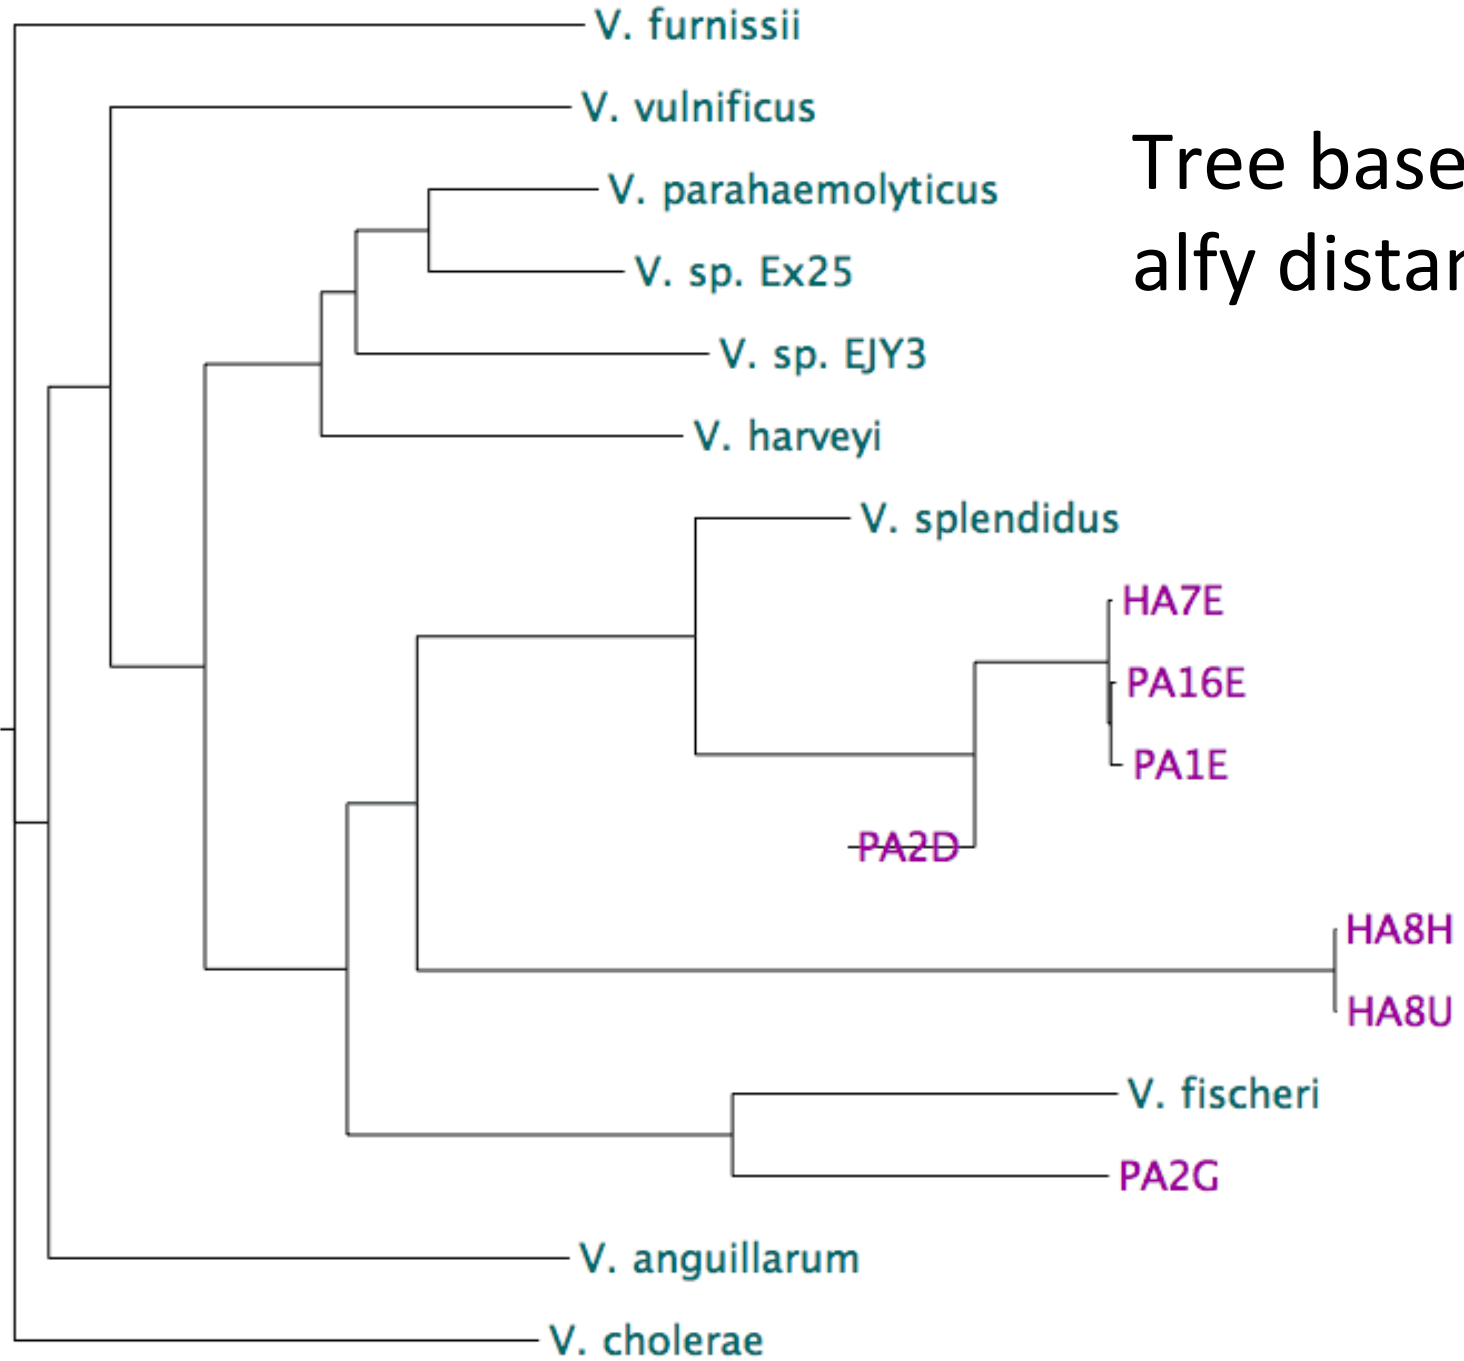 V. furnissii
V. vulnificus
V. parahaemolyticus
V. sp. Ex25
V. sp. EJY3
V. harveyi
V. splendidus
HA7E
PA16E
PA1E
PA2D
HA8H
HA8U
V. fischeri
PA2G
V. anguillarum
V. cholerae
Tree base
alfy distan